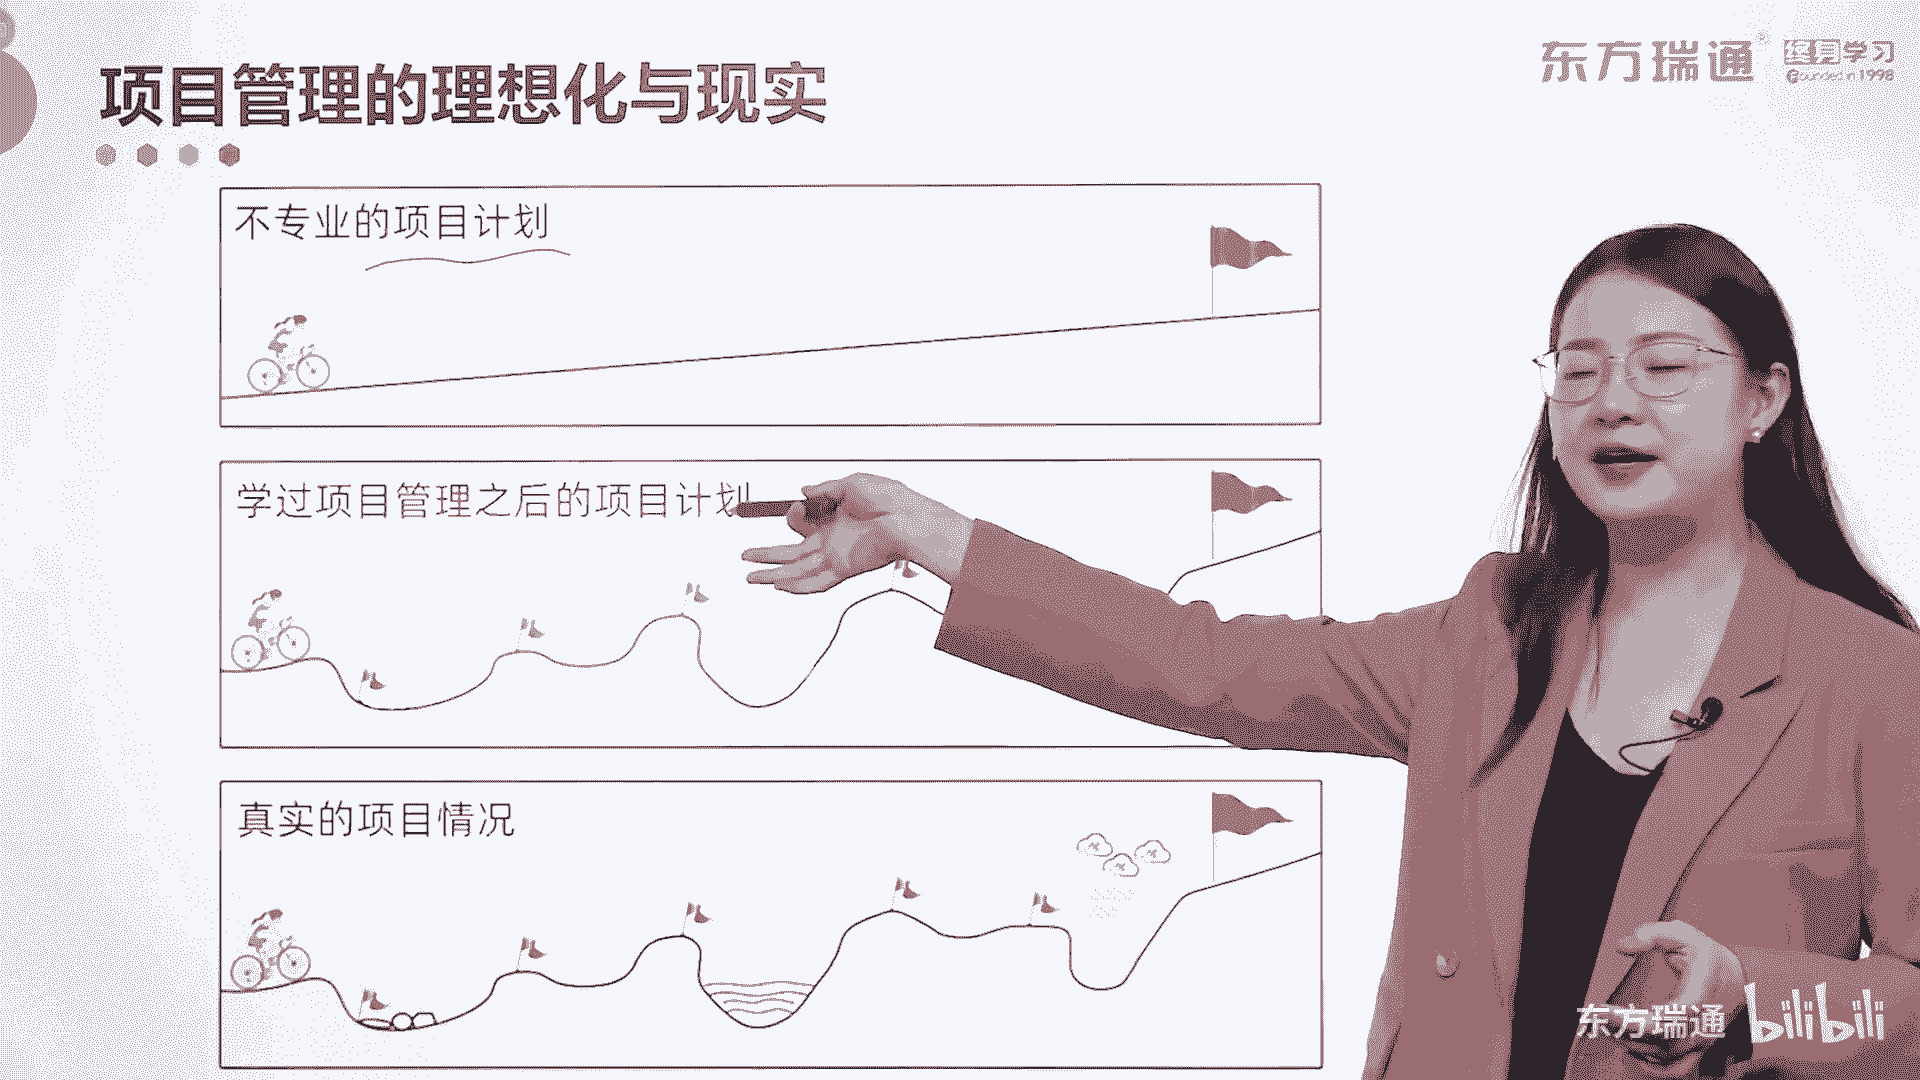 项目管理的理想化与现实
东方瑞通®
终身学习
Founded in 1998
不专业的项目计划
学过项目管理之后的项目计划
真实的项目情况
东方瑞通 bilibili